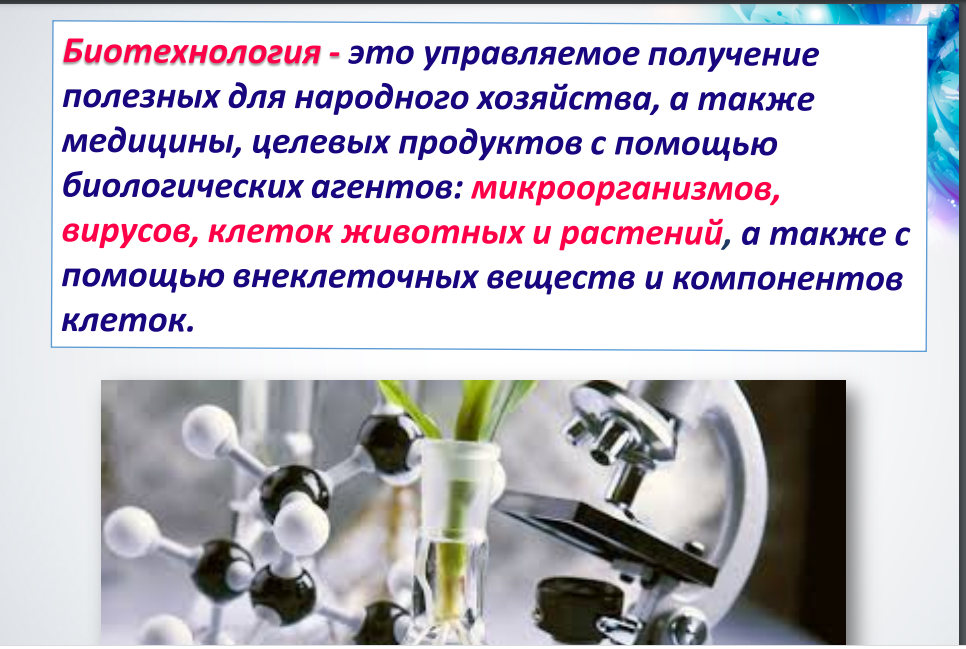 Биотехнология - это управляемое получение
полезных для народного хозяйства, а также
медицины, целевых продуктов с помощью
биологических агентов: микроорганизмов,
вирусов, клеток животных и растений, а также с
помощью внеклеточных веществ и компонентов
клеток.